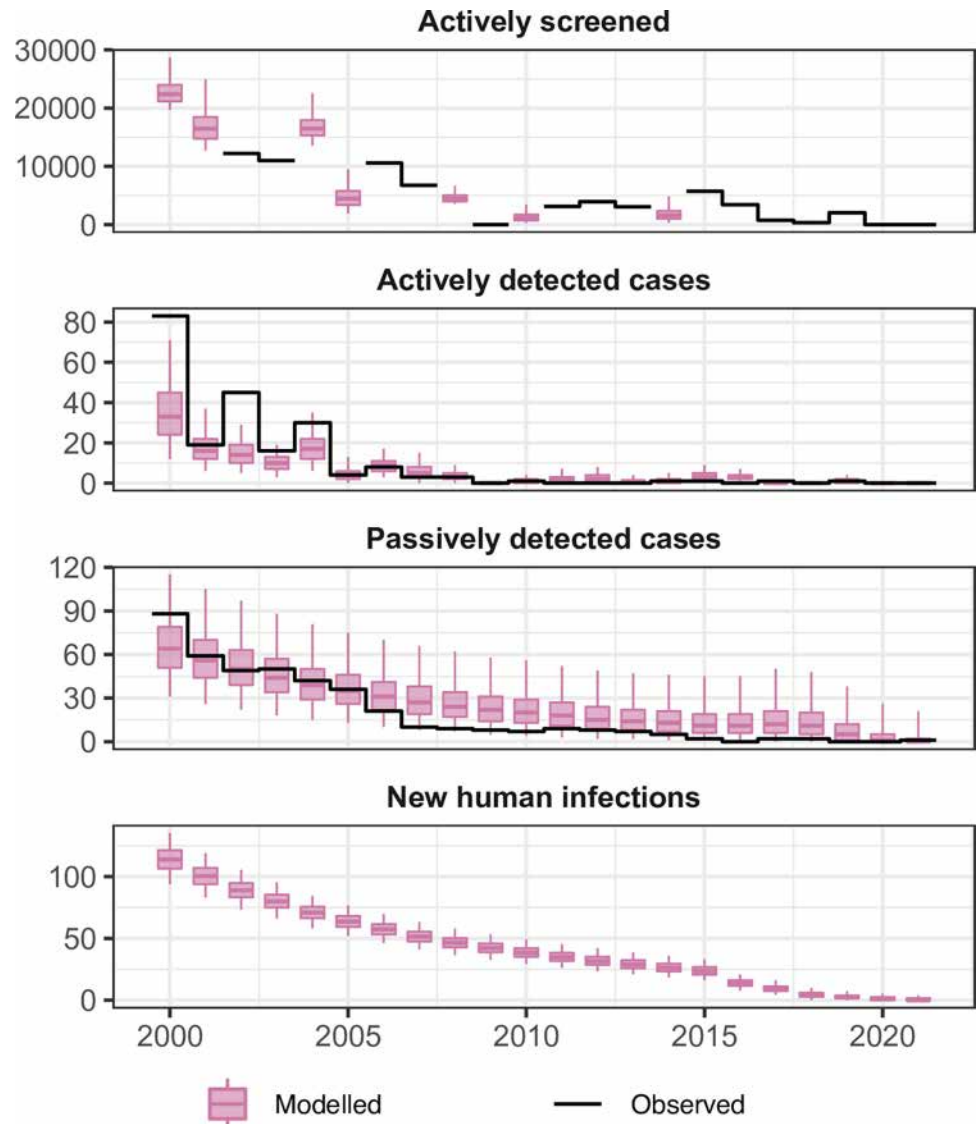 Actively screened
30000
20000
10000
0
Actively detected cases
80
60
40
20
0
Passively detected cases
120
90
60
30
0
New human infections
100
50
0
2000 2005 2010 2015 2020
Modelled Observed